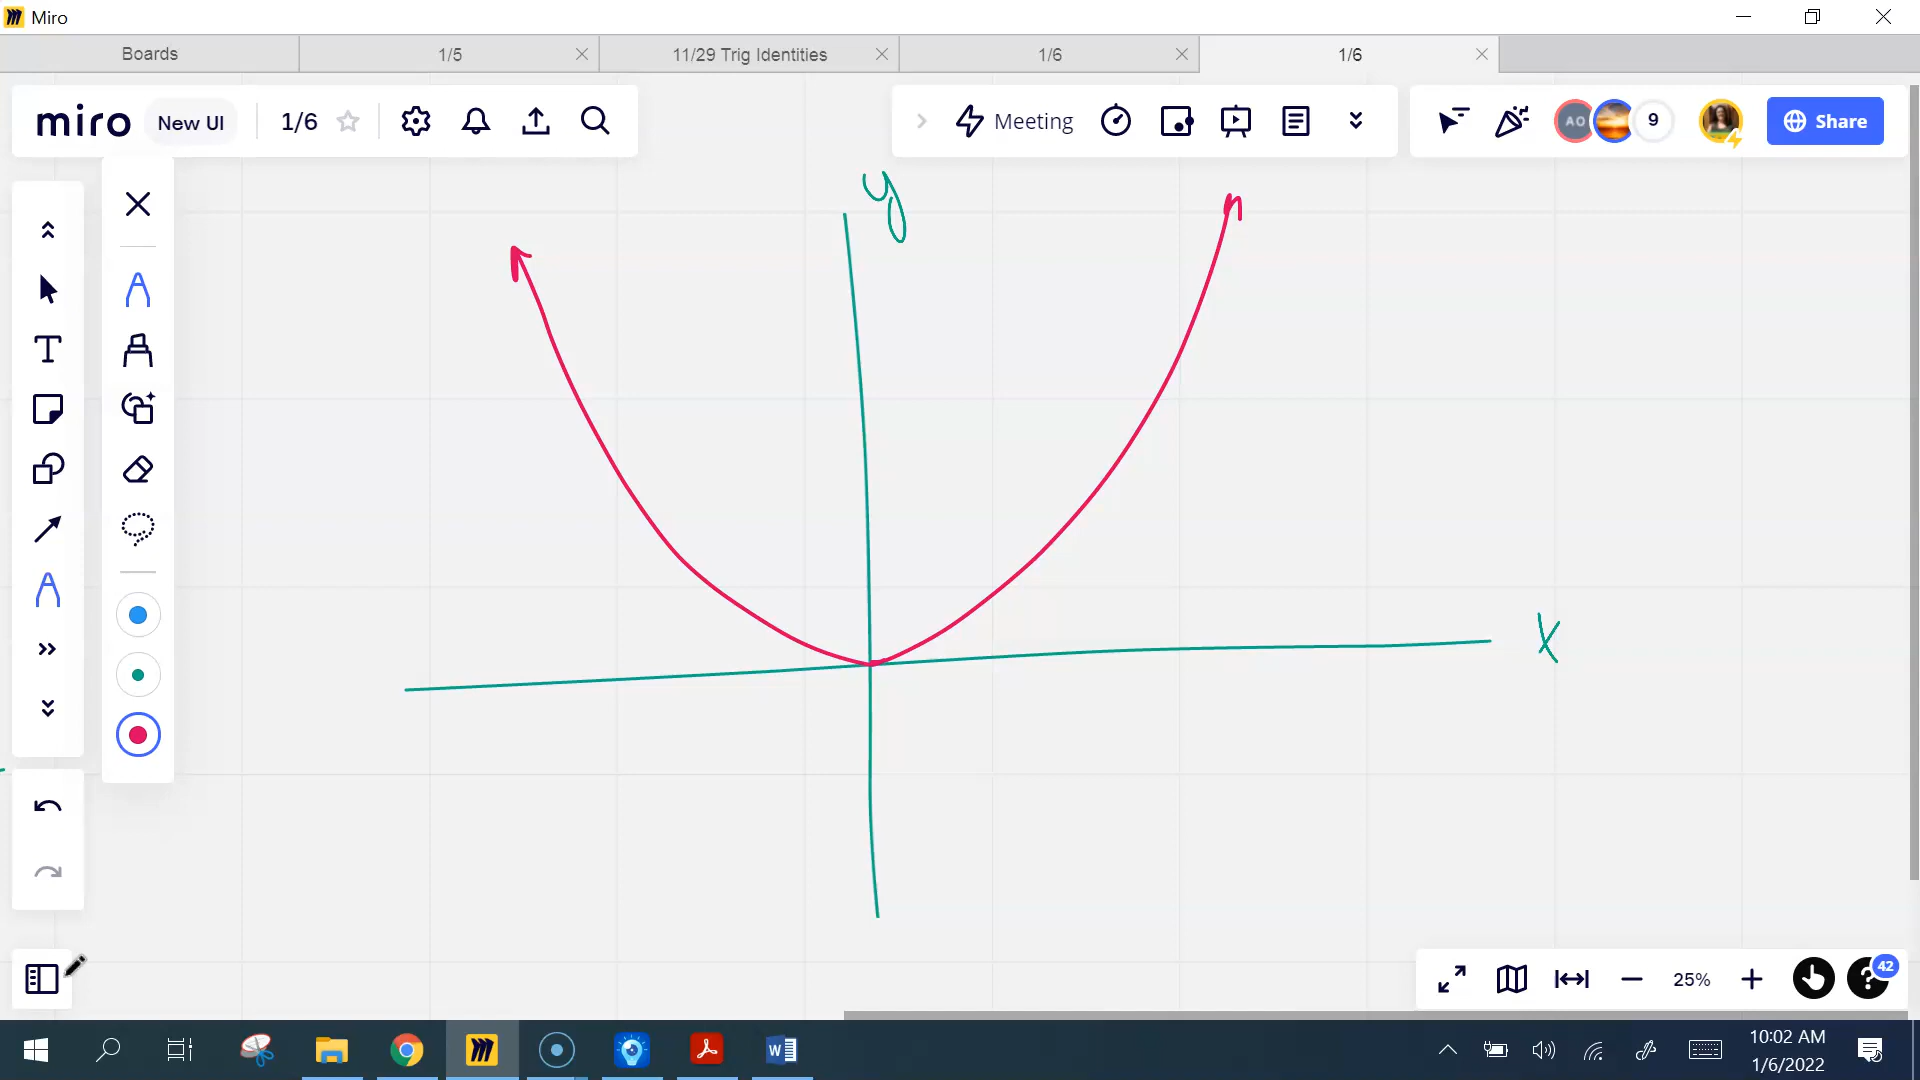 Miro
Boards
1/5
11/29 Trig Identities
1/6
1/6
miro
New UI
1/6
Meeting
AO
9
Share
y
x
25%
42
10:02 AM
1/6/2022